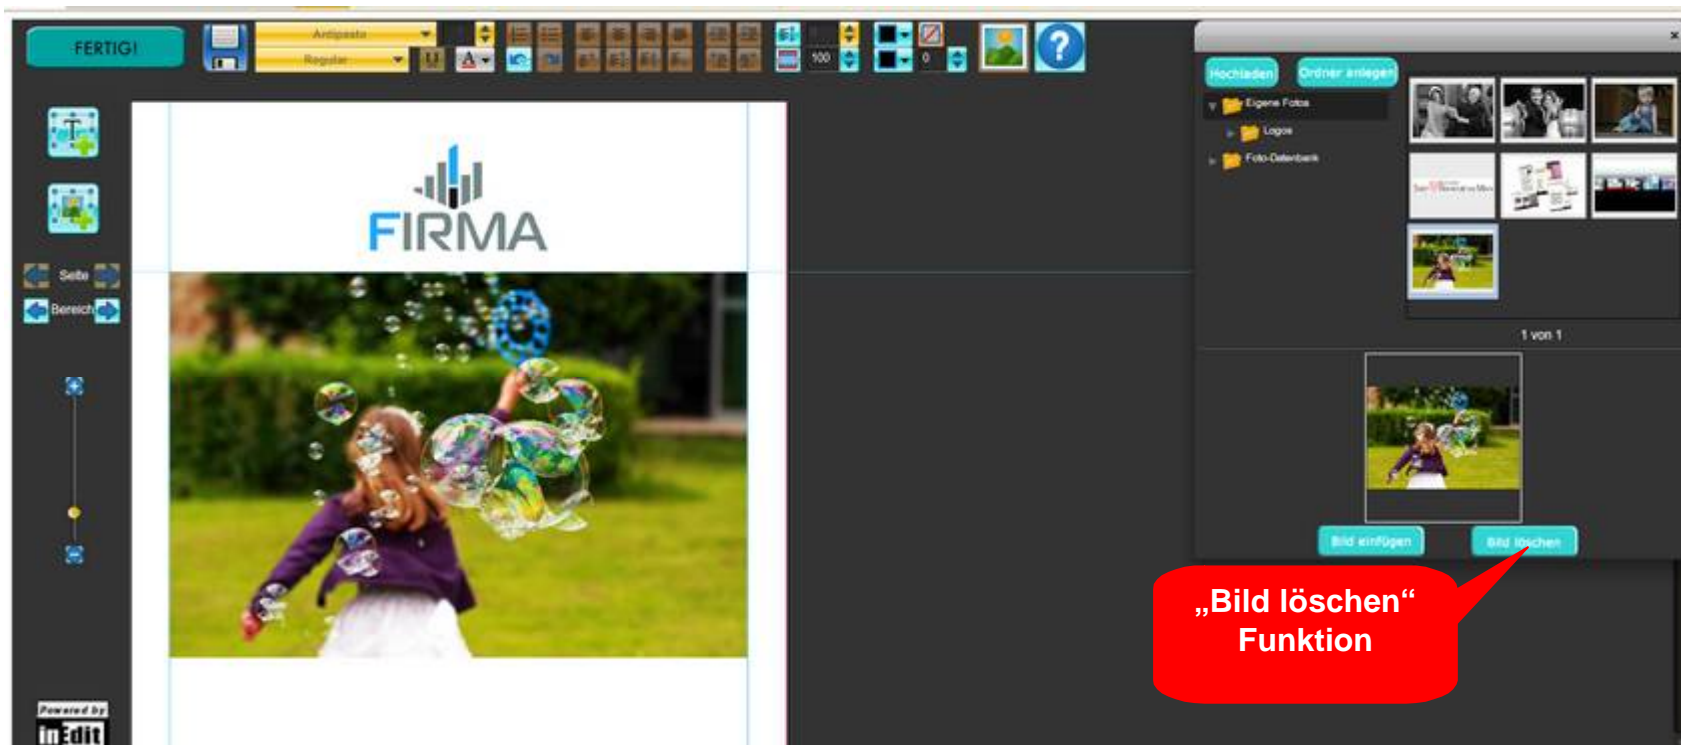 FERTIG!
Antipasto
Regular
U
A
100
0
?
Hochladen
Ordner anlegen
Eigene Fotos
Logos
Foto-Datenbank
FIRMA
Seite
Bereich
1 von 1
Bild einfügen
Bild löschen
„Bild löschen“
Funktion
Powered by
inEdit